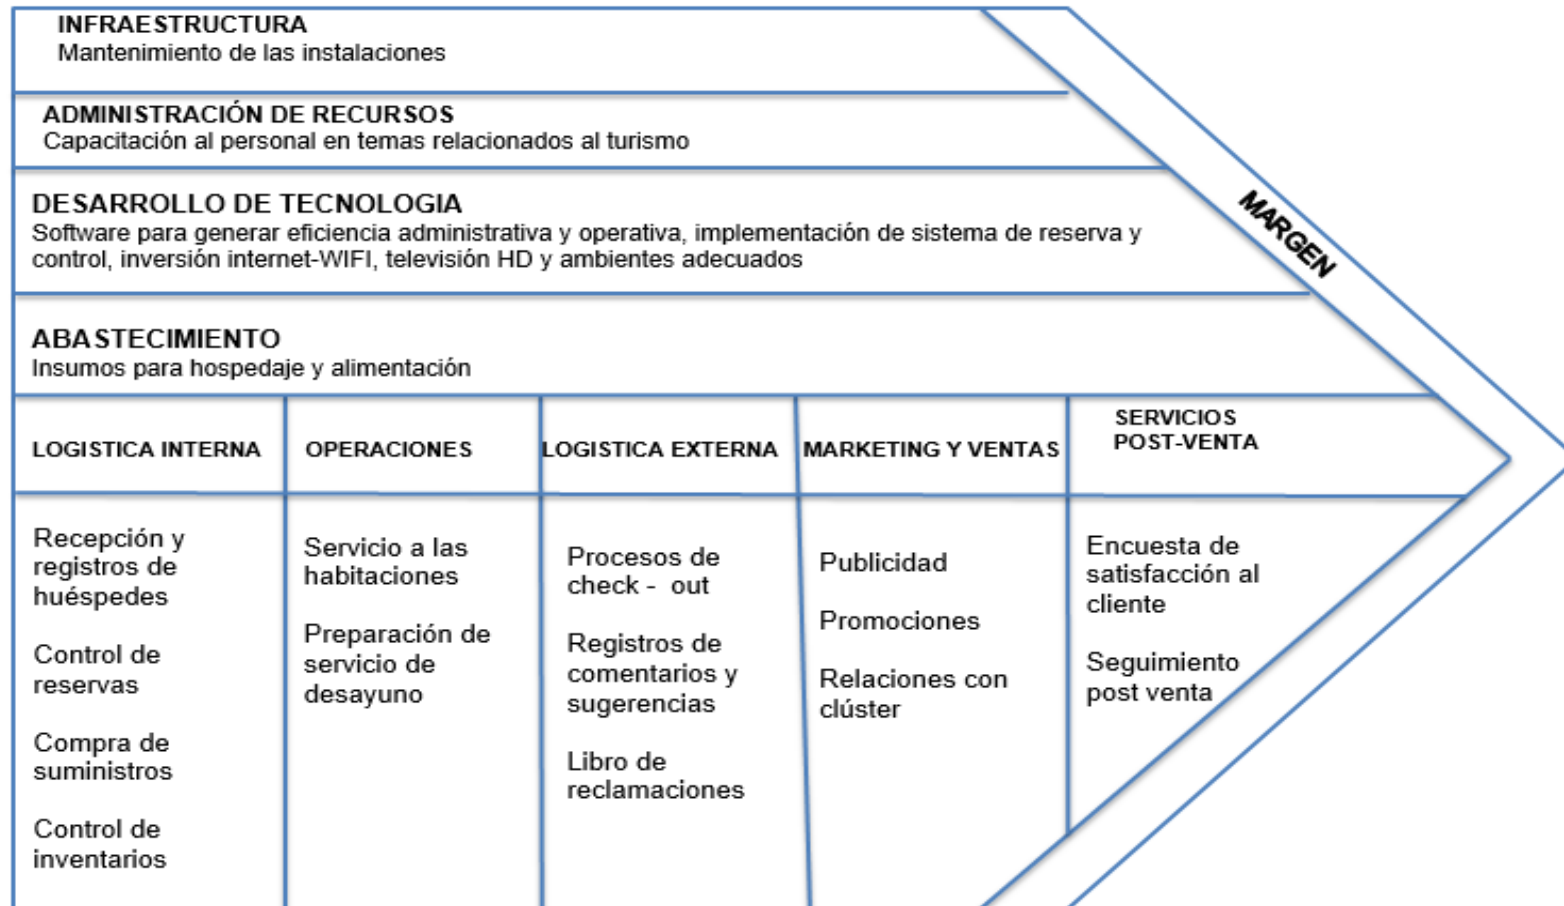 INFRAESTRUCTURA
Mantenimiento de las instalaciones
ADMINISTRACIÓN DE RECURSOS
Capacitación al personal en temas relacionados al turismo
DESARROLLO DE TECNOLOGIA
Software para generar eficiencia administrativa y operativa, implementación de sistema de reserva y
control, inversión internet-WIFI, televisión HD y ambientes adecuados
MARGEN
ABASTECIMIENTO
Insumos para hospedaje y alimentación
LOGISTICA INTERNA
OPERACIONES
LOGISTICA EXTERNA
MARKETING Y VENTAS
SERVICIOS
POST-VENTA
Recepción y
registros de
huéspedes
Control de
reservas
Compra de
suministros
Control de
inventarios
Servicio a las
habitaciones
Preparación de
servicio de
desayuno
Procesos de
check - out
Registros de
comentarios y
sugerencias
Libro de
reclamaciones
Publicidad
Promociones
Relaciones con
clúster
Encuesta de
satisfacción al
cliente
Seguimiento
post venta